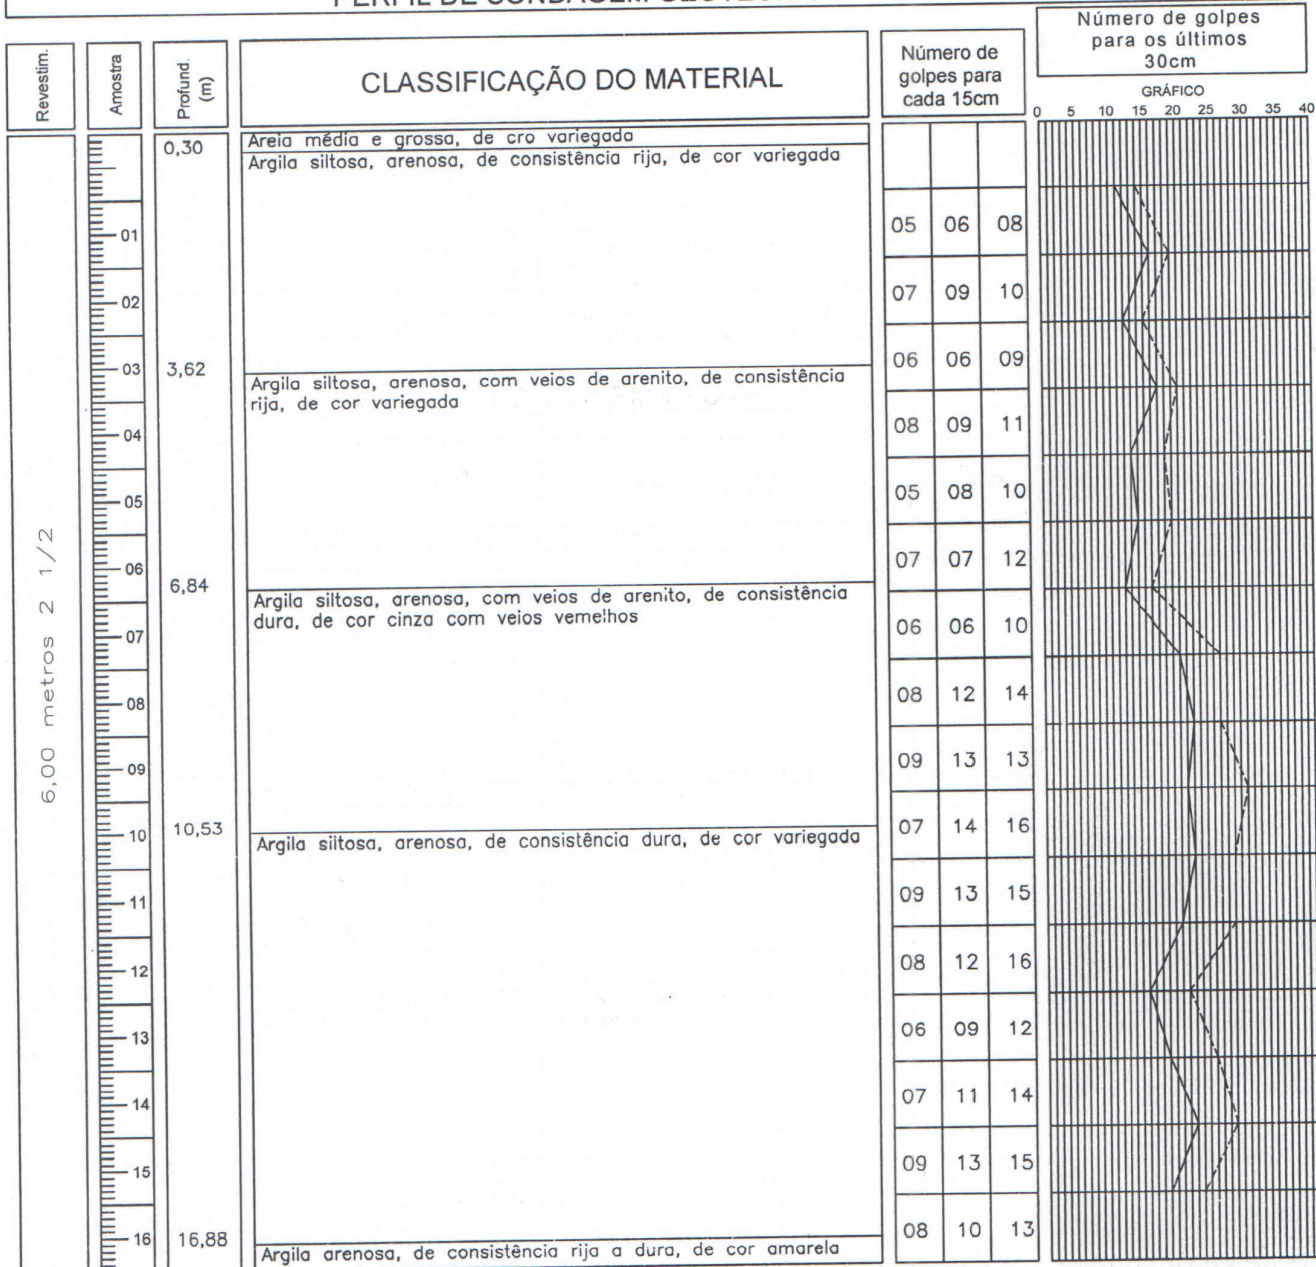 PERFIL DE SONDAGEM
Revestim.
Amostra
Profund.
(m)
CLASSIFICAÇÃO DO MATERIAL
Número de
golpes para
cada 15cm
Número de golpes
para os últimos
30cm
GRÁFICO
0 5 10 15 20 25 30 35 40
6,00 metros 2 1/2
0,30
Areia média e grossa, de cro variegada
Argila siltosa, arenosa, de consistência rija, de cor variegada
01
05 06 08
02
07 09 10
03
3,62
06 06 09
Argila siltosa, arenosa, com veios de arenito, de consistência
rija, de cor variegada
04
08 09 11
05
05 08 10
06
07 07 12
6,84
Argila siltosa, arenosa, com veios de arenito, de consistência
dura, de cor cinza com veios vemelhos
07
06 06 10
08
08 12 14
09
09 13 13
10
10,53
07 14 16
Argila siltosa, arenosa, de consistência dura, de cor variegada
11
09 13 15
12
08 12 16
13
06 09 12
14
07 11 14
15
09 13 15
16
16,88
08 10 13
Argila arenosa, de consistência rija a dura, de cor amarela